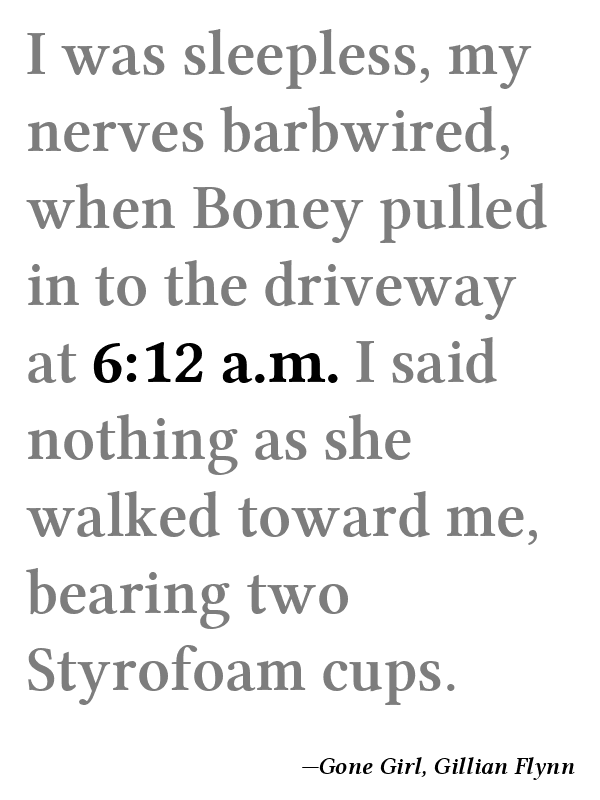 I was sleepless, my
nerves barbwired,
when Boney pulled
in to the driveway
at 6:12 a.m. I said
nothing as she
walked toward me,
bearing two
Styrofoam cups.
—Gone Girl, Gillian Flynn